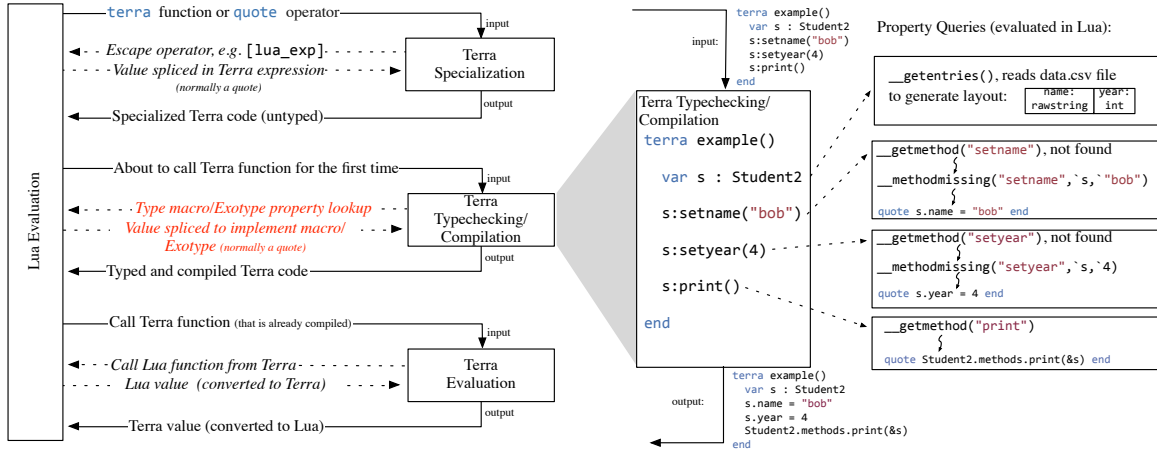 Lua Evaluation
terra function or quote operator
input
Escape operator, e.g. [lua_exp]
Value spliced in Terra expression
(normally a quote)
Terra
Specialization
output
Specialized Terra code (untyped)
About to call Terra function for the first time
input
Type macro/Exotype property lookup
Value spliced to implement macro/
Exotype (normally a quote)
Terra
Typechecking/
Compilation
output
Typed and compiled Terra code
Call Terra function (that is already compiled)
input
Call Lua function from Terra
Lua value (converted to Terra)
Terra
Evaluation
output
Terra value (converted to Lua)
input:
terra example()
var s : Student2
s:setname("bob")
s:setyear(4)
s:print()
end
Terra Typechecking/
Compilation
terra example()
var s : Student2
s:setname("bob")
s:setyear(4)
s:print()
end
output:
terra example()
var s : Student2
s.name = "bob"
s.year = 4
Student2.methods.print(&s)
end
Property Queries (evaluated in Lua):
__getentries(), reads data.csv file
to generate layout:
name:
rawstring
year:
int
__getmethod("setname"), not found
__methodmissing("setname",`s,`"bob")
quote s.name = "bob" end
__getmethod("setyear"), not found
__methodmissing("setyear",`s,`4)
quote s.year = 4 end
__getmethod("print")
quote Student2.methods.print(&s) end